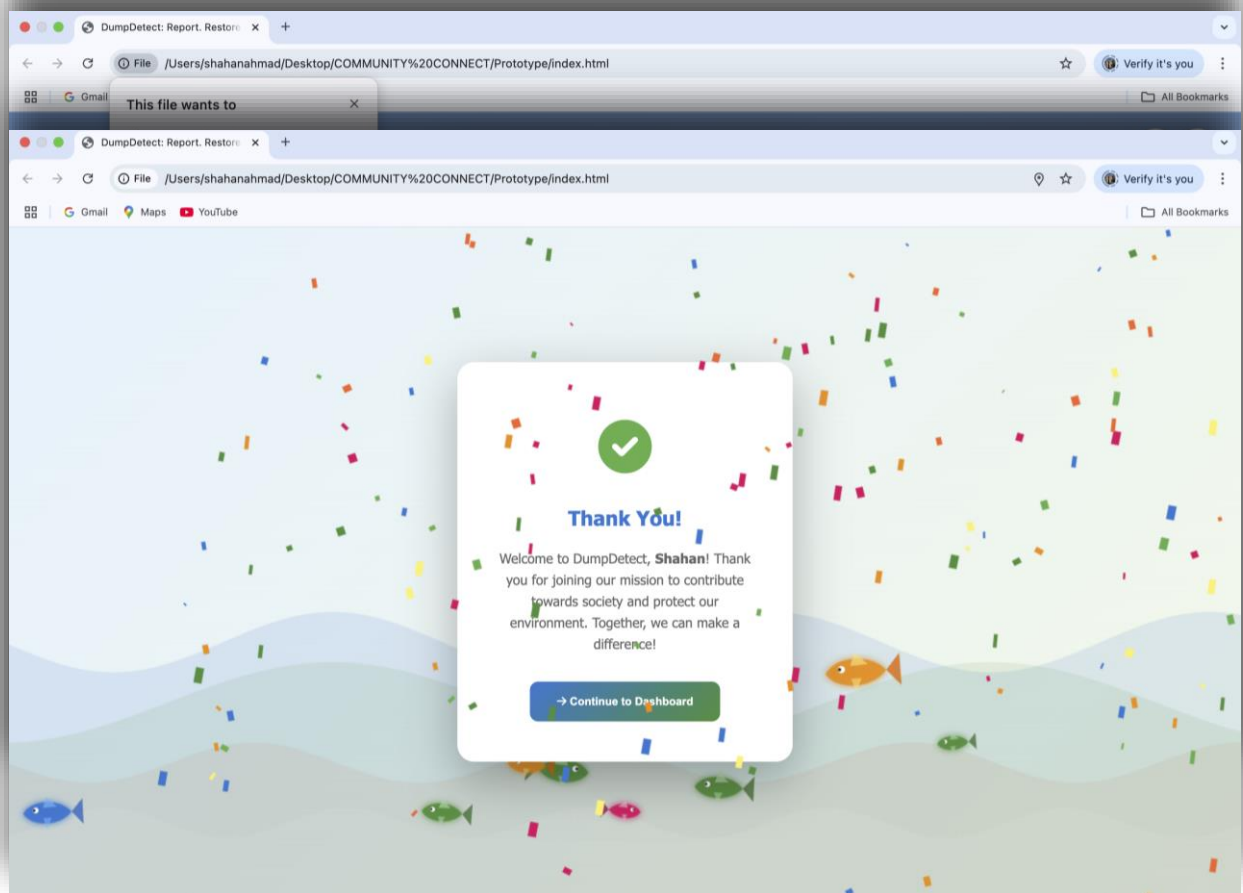 DumpDetect: Report. Restore
File /Users/shahanahmad/Desktop/COMMUNITY%20CONNECT/Prototype/index.html
Verify it's you
Gmail
All Bookmarks
This file wants to
DumpDetect: Report. Restore
File /Users/shahanahmad/Desktop/COMMUNITY%20CONNECT/Prototype/index.html
Verify it's you
Gmail Maps YouTube
All Bookmarks
Thank You!
Welcome to DumpDetect, Shahan! Thank
you for joining our mission to contribute
towards society and protect our
environment. Together, we can make a
difference!
→ Continue to Dashboard